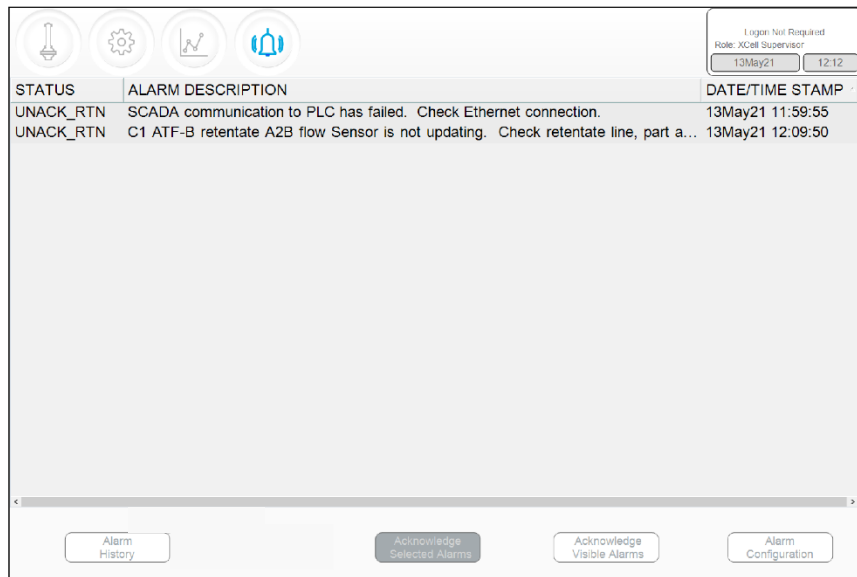 Logon Not Required
Role: XCell Supervisor
13May21 12:12
STATUS ALARM DESCRIPTION DATE/TIME STAMP
UNACK_RTN SCADA communication to PLC has failed. Check Ethernet connection. 13May21 11:59:55
UNACK_RTN C1 ATF-B retentate A2B flow Sensor is not updating. Check retentate line, part a... 13May21 12:09:50
Alarm History
Acknowledge Selected Alarms
Acknowledge Visible Alarms
Alarm Configuration